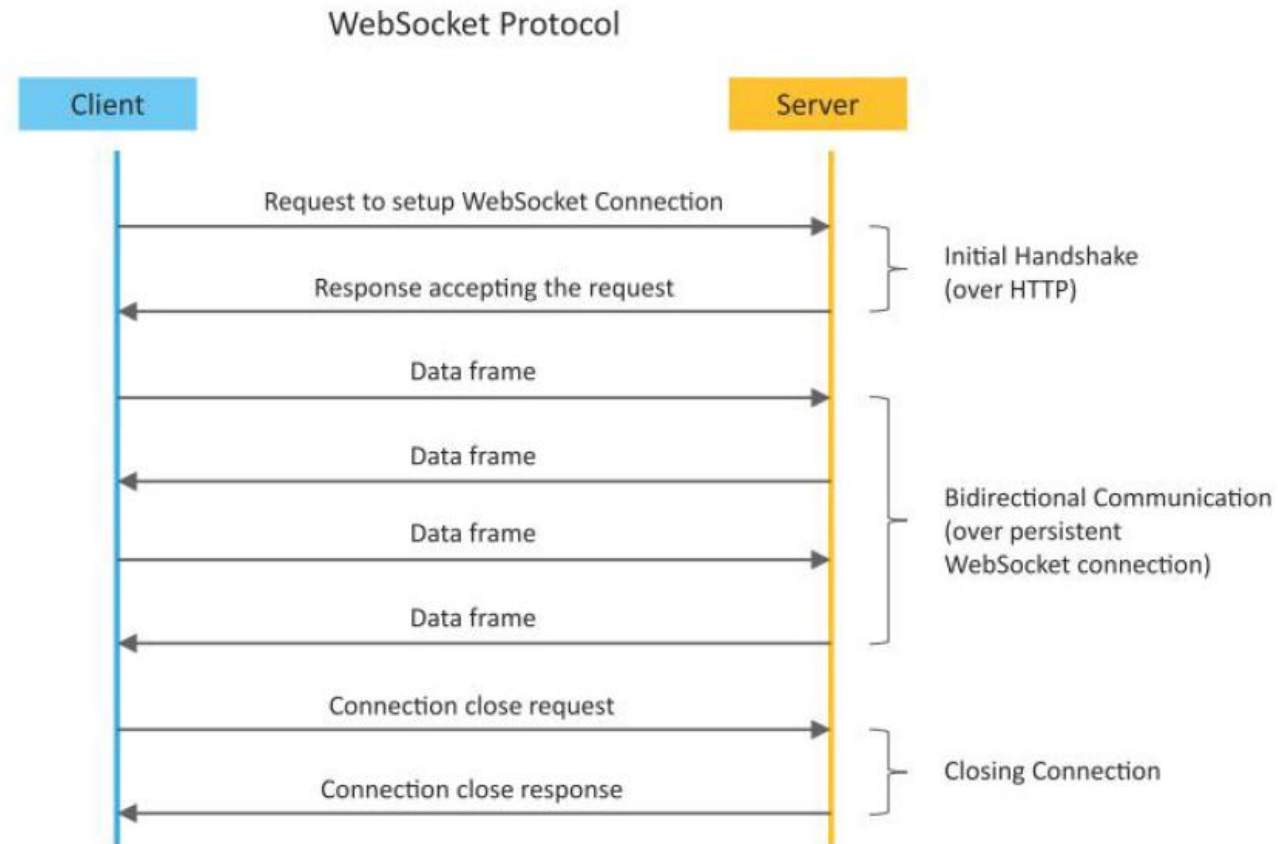 WebSocket Protocol
Client
Server
Request to setup WebSocket Connection
Initial Handshake
(over HTTP)
Response accepting the request
Data frame
Data frame
Bidirectional Communication
(over persistent
WebSocket connection)
Data frame
Data frame
Connection close request
Closing Connection
Connection close response